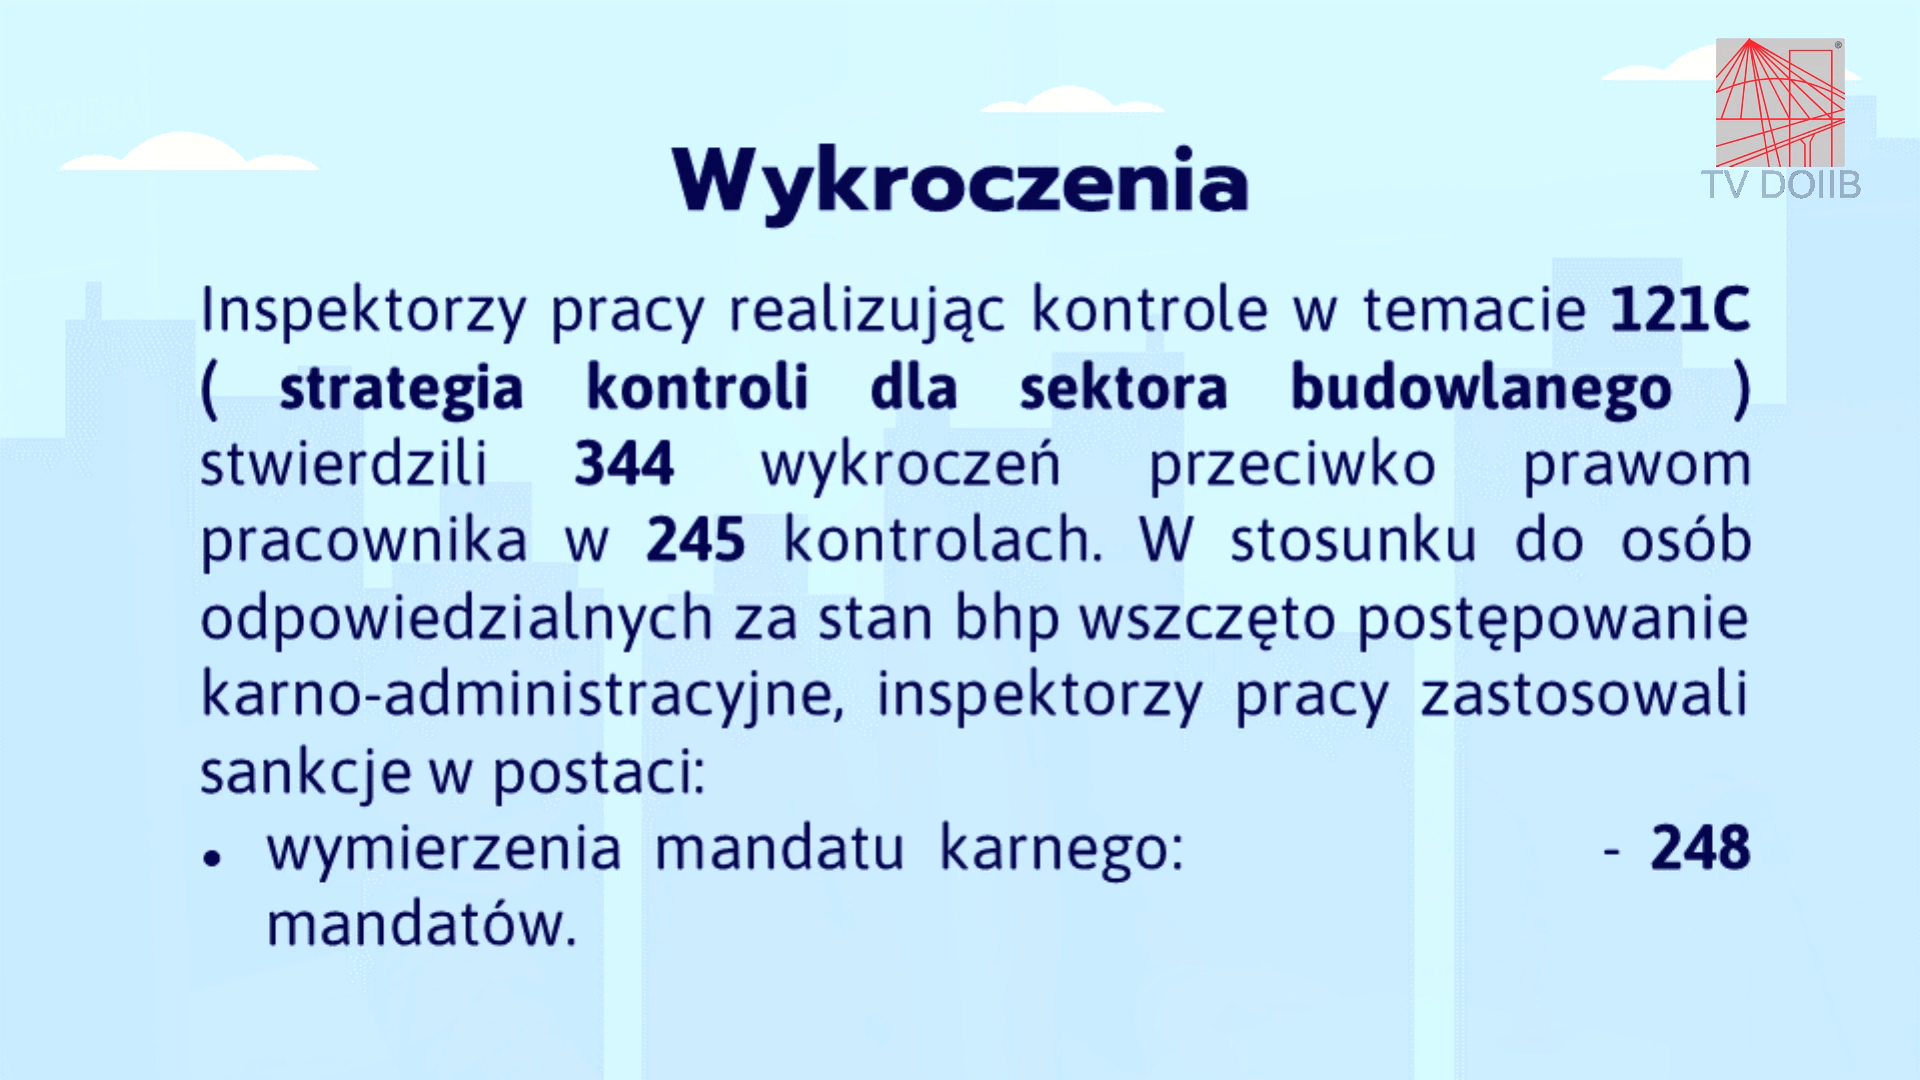 ®
TV DOIIB
Wykroczenia
Inspektorzy pracy realizując kontrole w temacie 121C
( strategia kontroli dla sektora budowlanego )
stwierdzili 344 wykroczeń przeciwko prawom
pracownika w 245 kontrolach. W stosunku do osób
odpowiedzialnych za stan bhp wszczęto postępowanie
karno-administracyjne, inspektorzy pracy zastosowali
sankcje w postaci:
• wymierzenia mandatu karnego: - 248
mandatów.